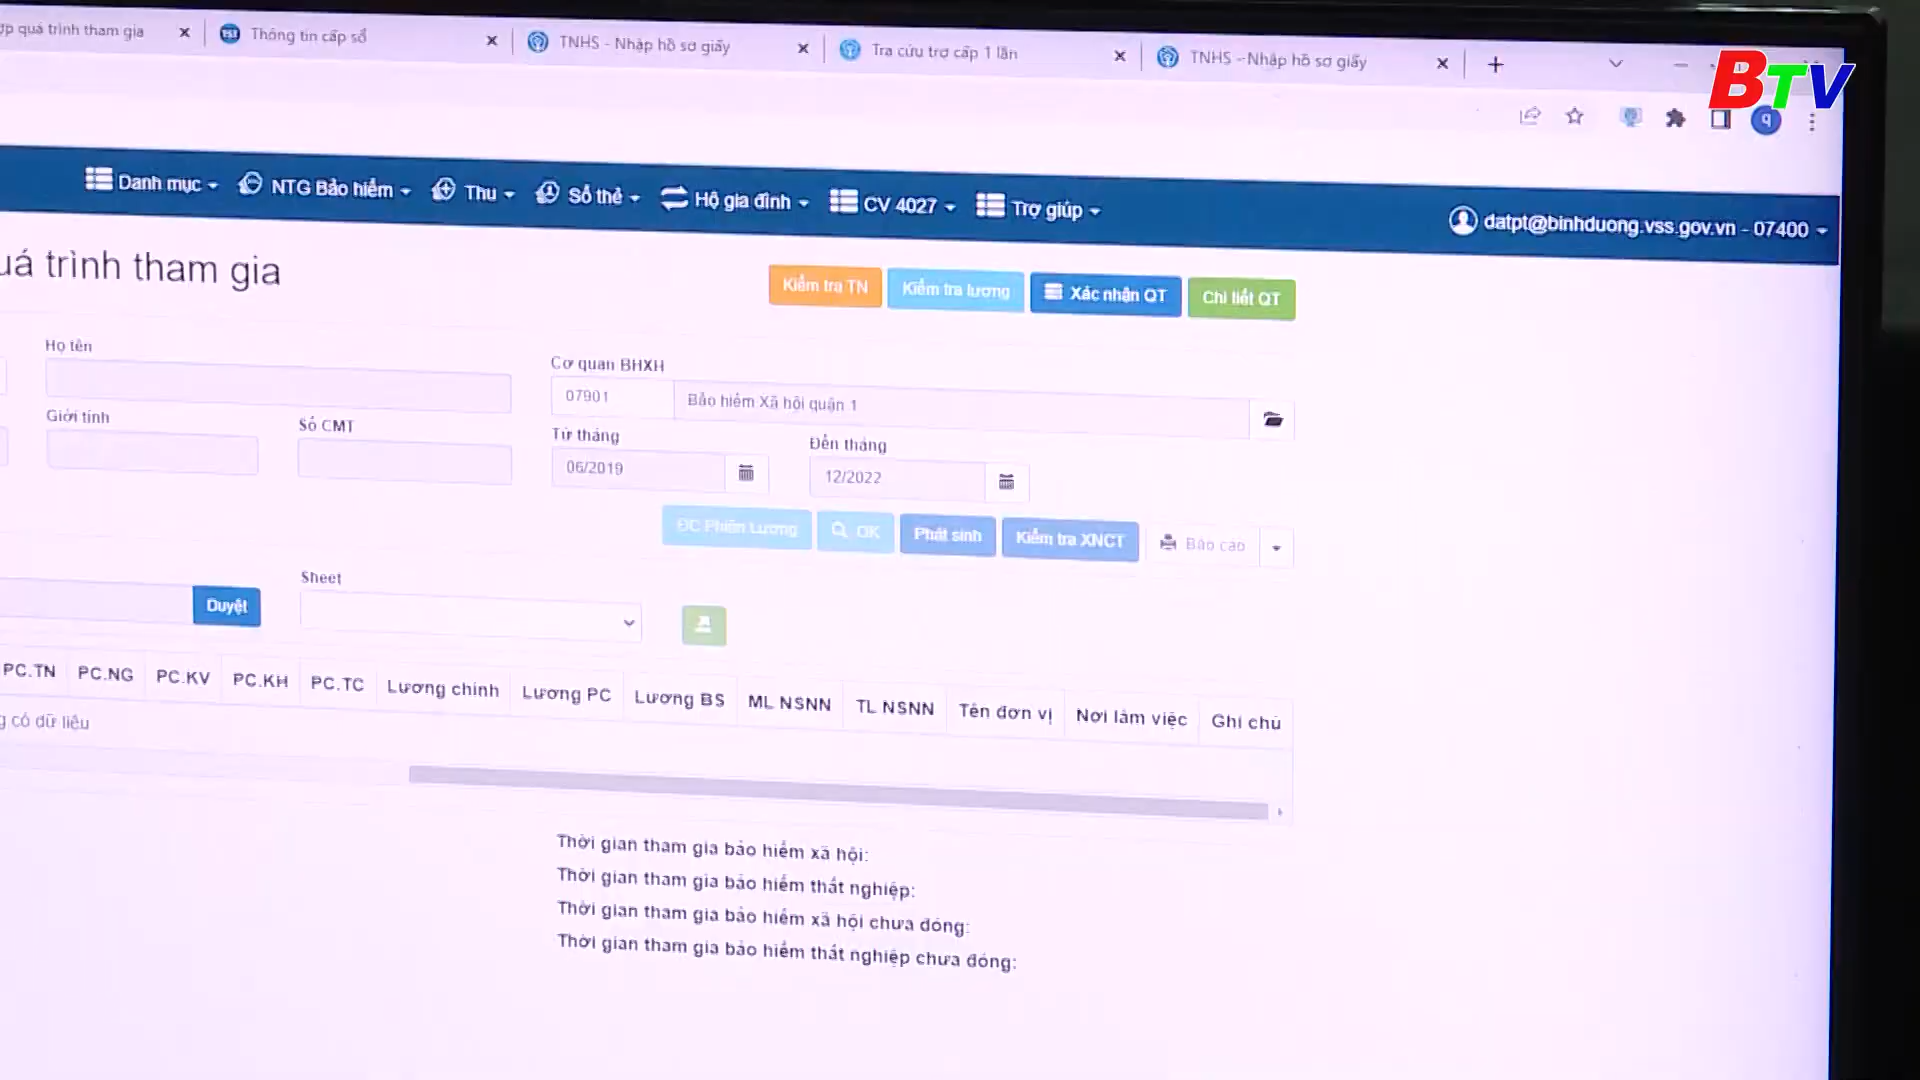 quá trình tham gia
Thông tin cấp sổ
TNHS - Nhập hồ sơ giấy
Tra cứu trợ cấp 1 lần
TNHS - Nhập hồ sơ giấy
BTV
q
Danh mục
NTG Bảo hiểm
Thu
Sổ thẻ
Hộ gia đình
CV 4027
Trợ giúp
datpt@binhduong.vss.gov.vn - 07400
trình tham gia
Kiểm tra TN
Kiểm tra lương
Xác nhận QT
Chi tiết QT
Họ tên
Cơ quan BHXH
07901
Bảo hiểm Xã hội quận 1
Giới tính
Số CMT
Từ tháng
Đến tháng
06/2019
12/2022
ĐC Phiên Lương
OK
Phát sinh
Kiểm tra XNCT
Báo cáo
Sheet
Duyệt
PC.TN PC.NG PC.KV PC.KH PC.TC Lương chính Lương PC Lương BS ML NSNN TL NSNN Tên đơn vị Nơi làm việc Ghi chú
có dữ liệu
Thời gian tham gia bảo hiểm xã hội:
Thời gian tham gia bảo hiểm thất nghiệp:
Thời gian tham gia bảo hiểm xã hội chưa đóng:
Thời gian tham gia bảo hiểm thất nghiệp chưa đóng: